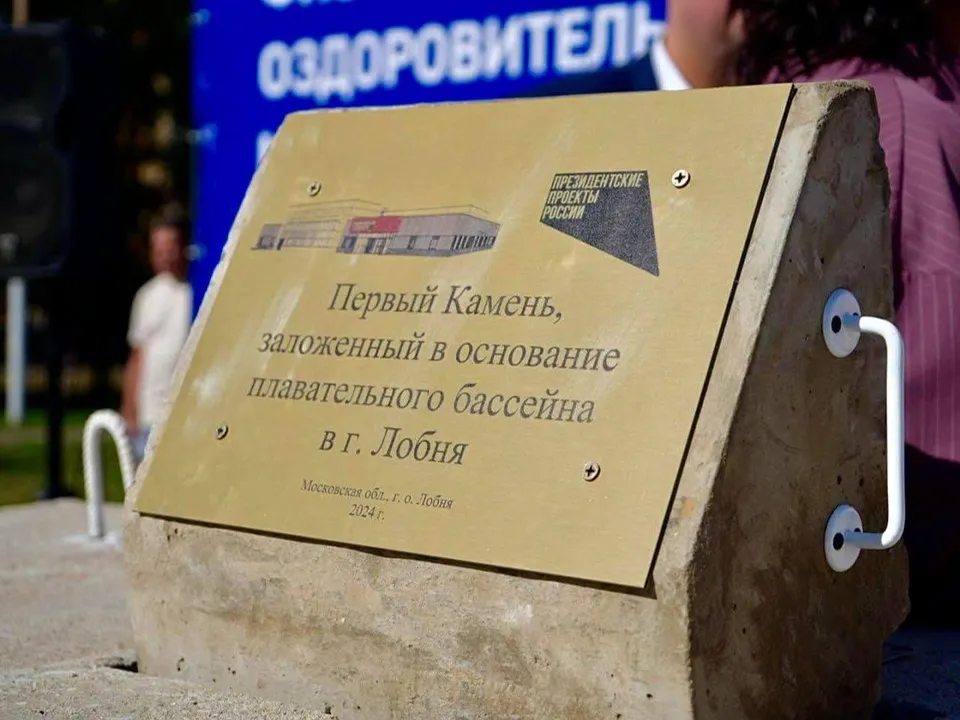 ОЗДОРОВИТЕЛЬ
ПРЕЗИДЕНТСКИЕ
ПРОЕКТЫ
РОССИИ
Первый Камень,
заложенный в основание
плавательного бассейна
в г. Лобня
Московская обл., г. о. Лобня
2024 г.